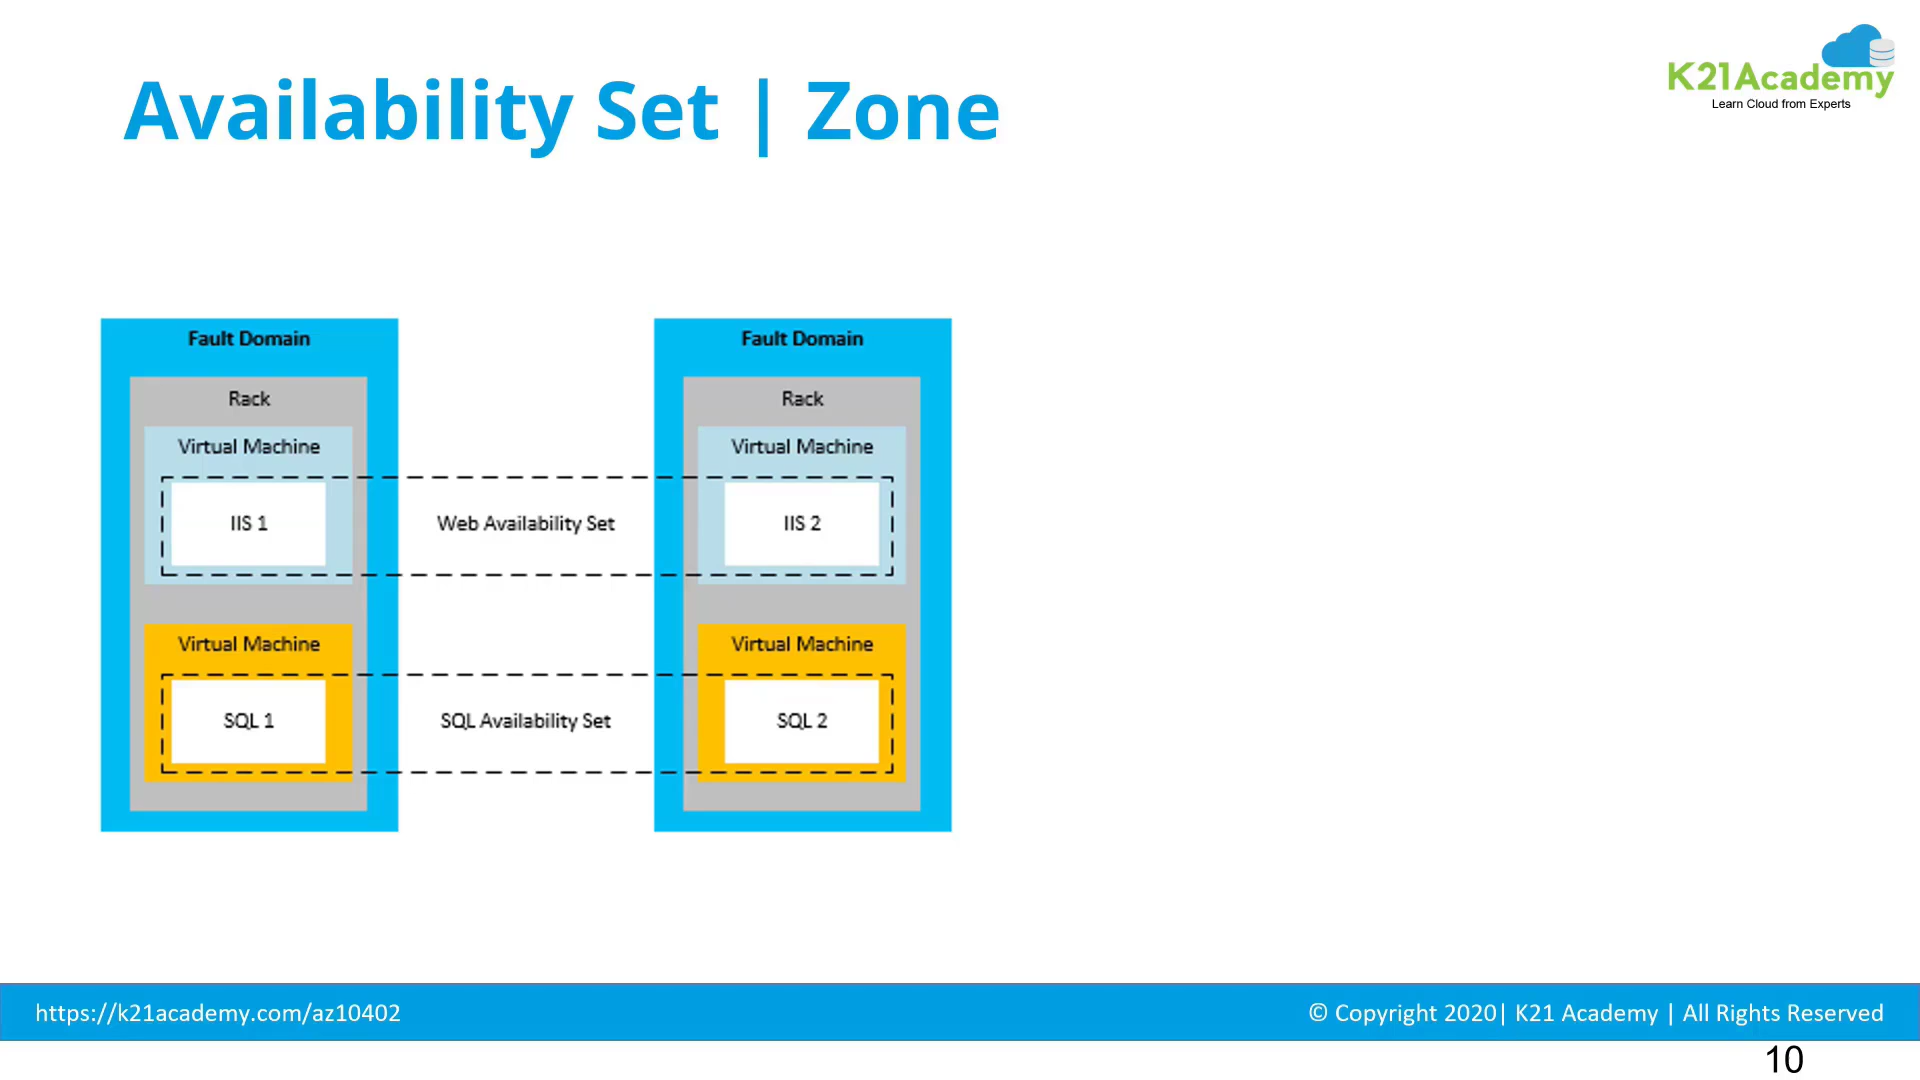 K21Academy
Learn Cloud from Experts
Availability Set | Zone
Fault Domain
Rack
Virtual Machine
IIS 1
Virtual Machine
SQL 1
Web Availability Set
SQL Availability Set
Fault Domain
Rack
Virtual Machine
IIS 2
Virtual Machine
SQL 2
https://k21academy.com/az10402
© Copyright 2020| K21 Academy | All Rights Reserved
10